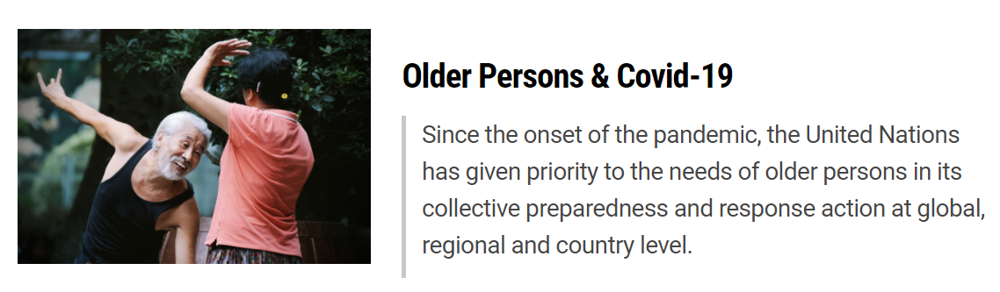 Older Persons & Covid-19
Since the onset of the pandemic, the United Nations
has given priority to the needs of older persons in its
collective preparedness and response action at global,
regional and country level.